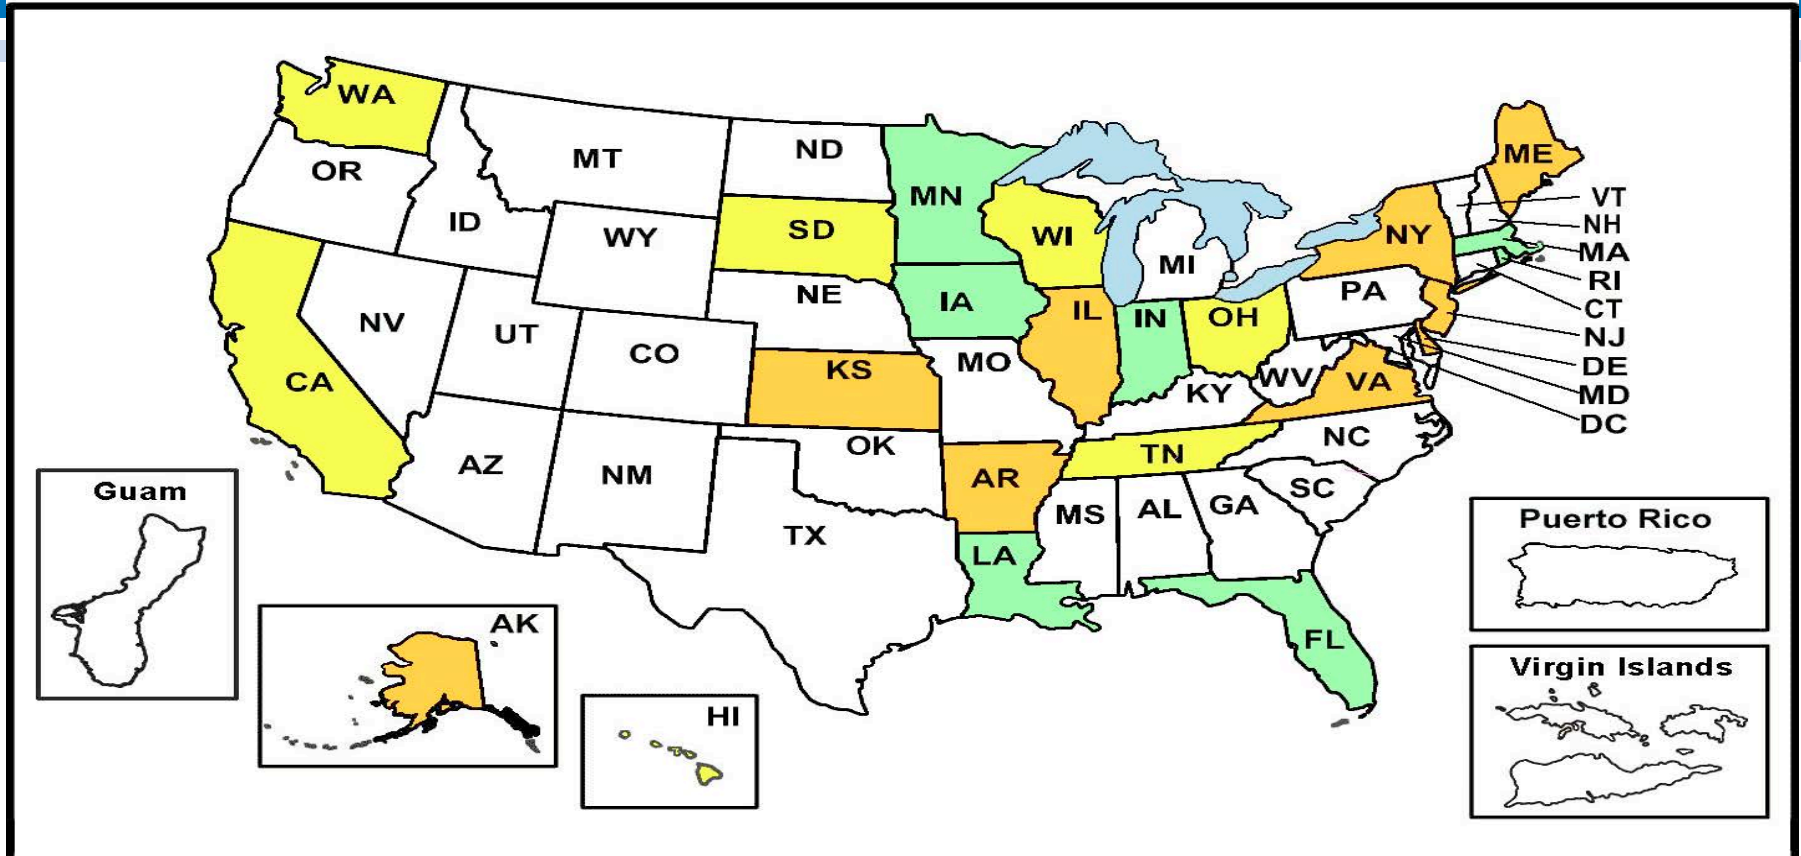 WA
MT
ND
OR
MN
ME
ID
SD
WI
NY
VT
NH
MA
RI
CT
NJ
DE
MD
DC
WY
MI
PA
NE
IA
IL
IN
OH
NV
UT
CO
KS
MO
WV
VA
KY
CA
OK
NC
AZ
NM
AR
TN
SC
MS
AL
GA
TX
LA
FL
Guam
AK
HI
Puerto Rico
Virgin Islands